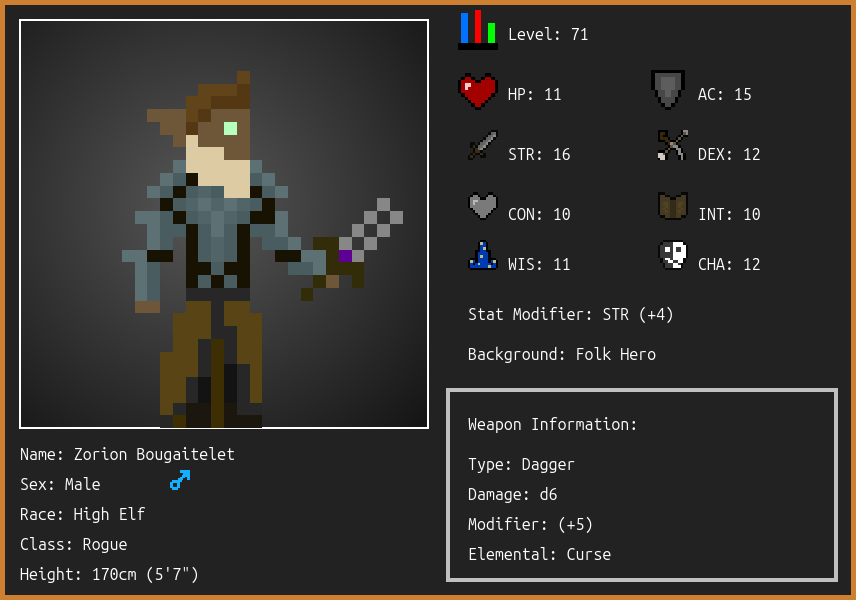 Level: 71
HP: 11
AC: 15
STR: 16
DEX: 12
CON: 10
INT: 10
WIS: 11
CHA: 12
Stat Modifier: STR (+4)
Background: Folk Hero
Weapon Information:
Type: Dagger
Damage: d6
Modifier: (+5)
Elemental: Curse
Name: Zorion Bougaitelet
Sex: Male
Race: High Elf
Class: Rogue
Height: 170cm (5'7")